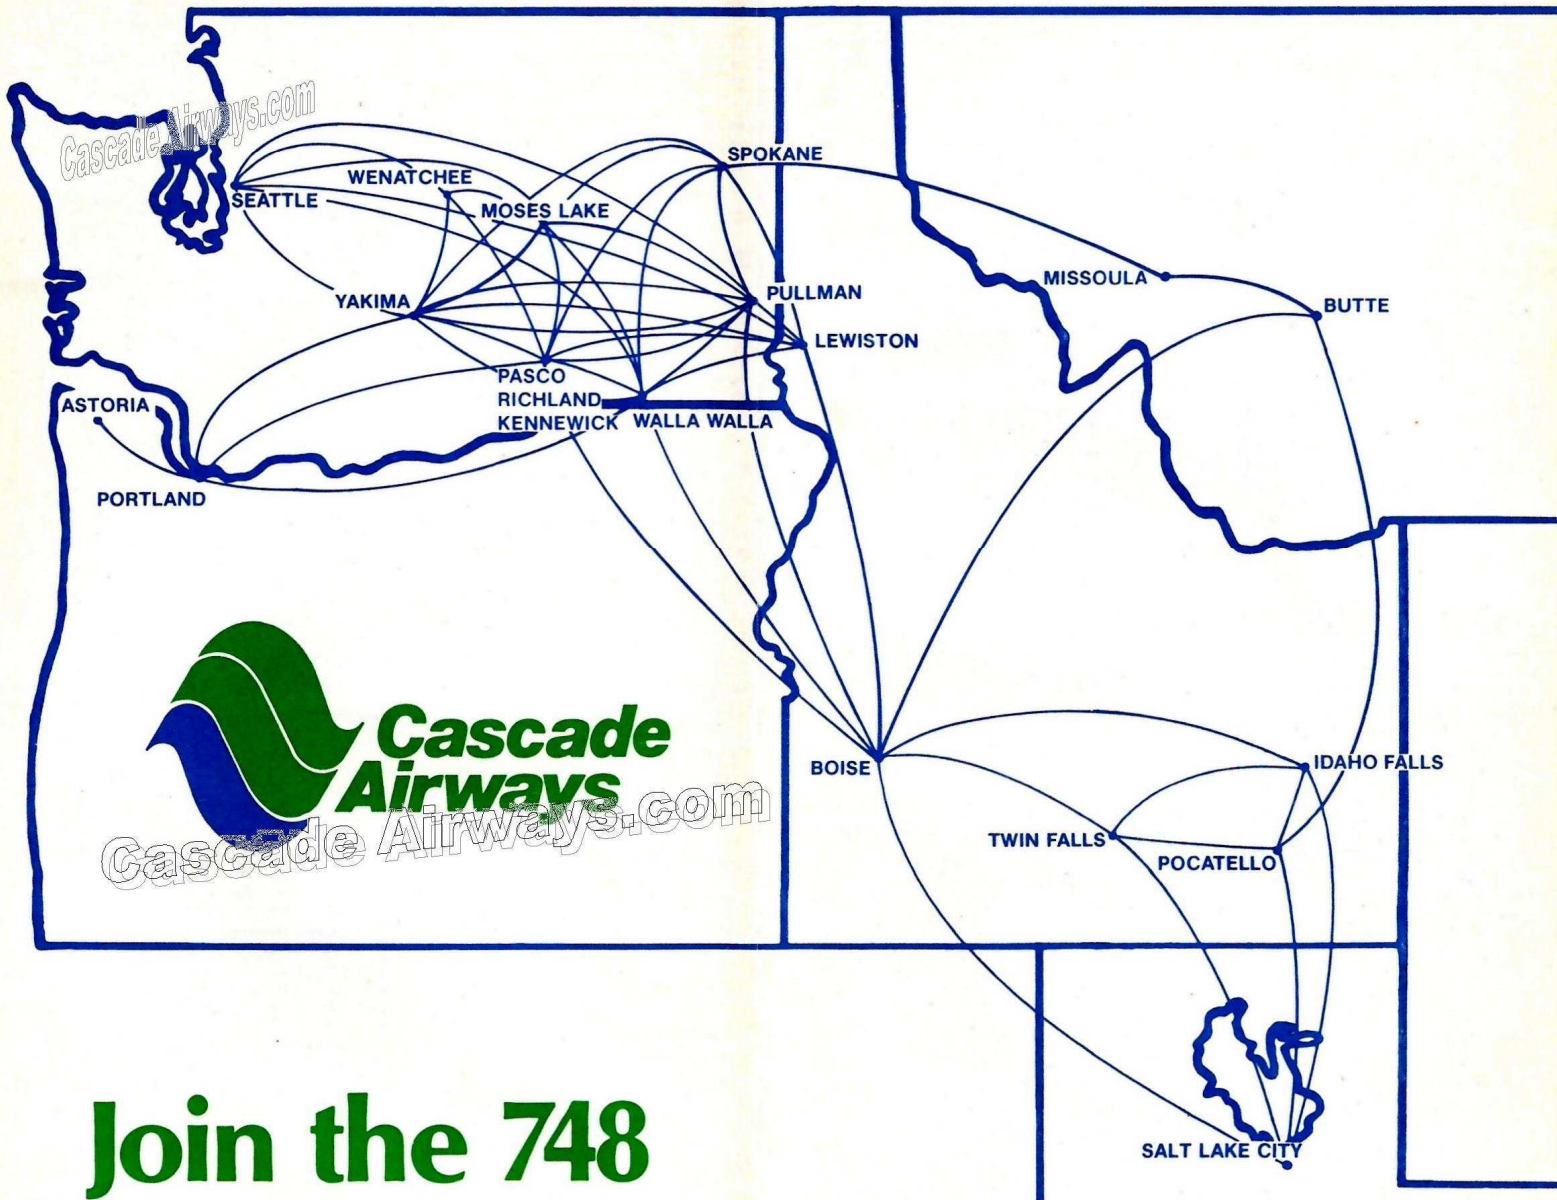 Cascade Airways.com
SPOKANE
WENATCHEE
SEATTLE
MOSES LAKE
MISSOULA
YAKIMA
PULLMAN
BUTTE
LEWISTON
PASCO
RICHLAND
KENNEWICK
WALLA WALLA
ASTORIA
PORTLAND
Cascade
Airways
Cascade Airways.com
BOISE
IDAHO FALLS
TWIN FALLS
POCATELLO
SALT LAKE CITY
Join the 748